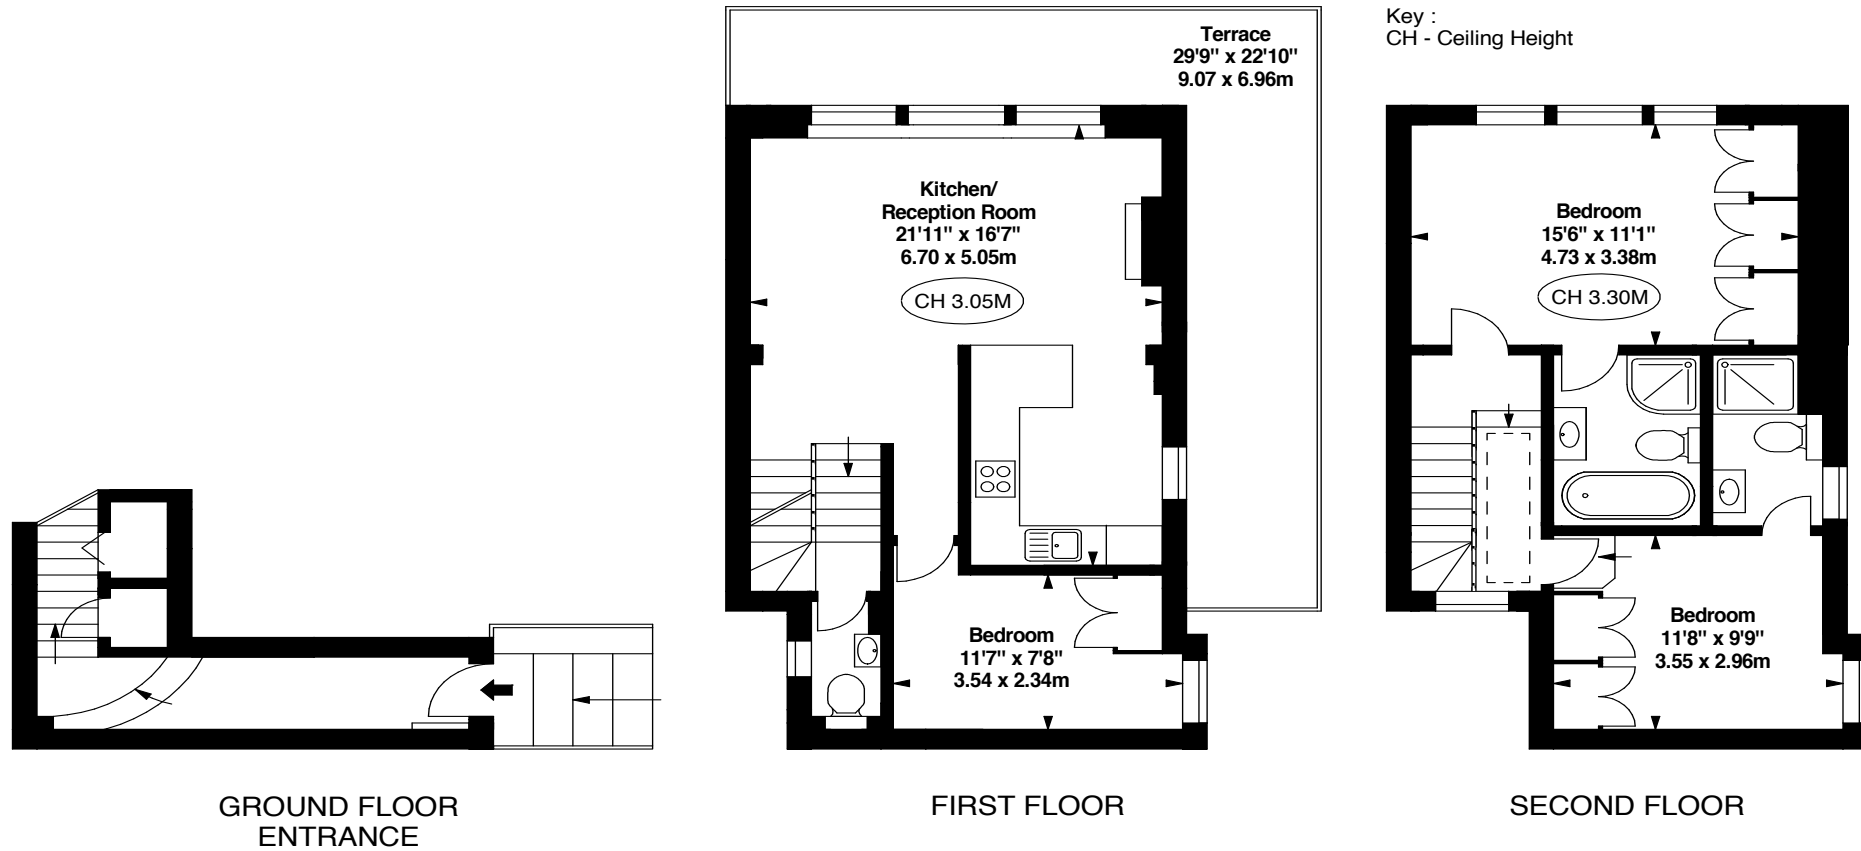 Key :
CH - Ceiling Height
Terrace
29'9" x 22'10"
9.07 x 6.96m
Kitchen/
Reception Room
21'11" x 16'7"
6.70 x 5.05m
CH 3.05M
Bedroom
11'7" x 7'8"
3.54 x 2.34m
Bedroom
15'6" x 11'1"
4.73 x 3.38m
CH 3.30M
Bedroom
11'8" x 9'9"
3.55 x 2.96m
GROUND FLOOR
ENTRANCE
FIRST FLOOR
SECOND FLOOR